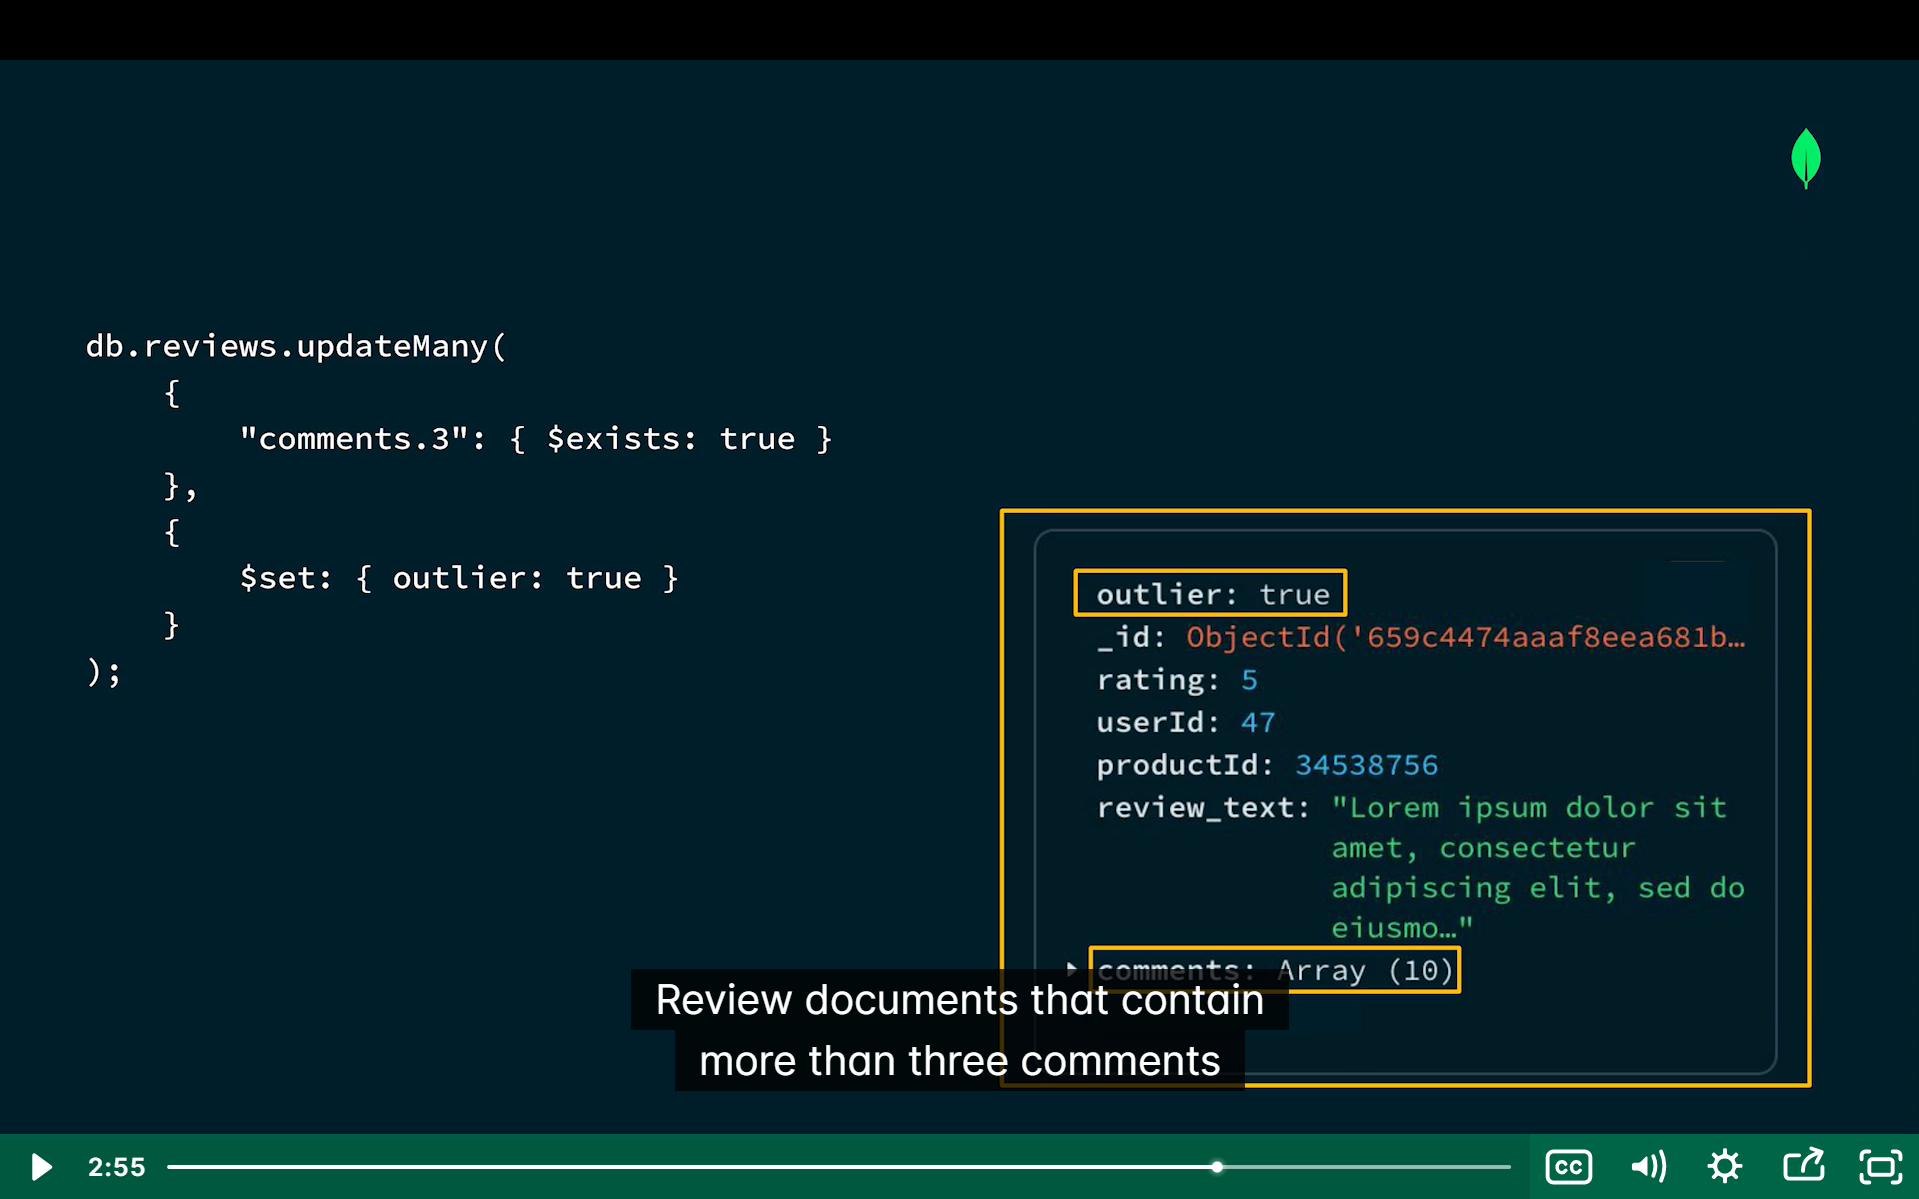 db.reviews.updateMany(
{
"comments.3": { $exists: true }
},
{
$set: { outlier: true }
}
);
outlier: true
_id: ObjectId('659c4474aaaf8eea681b…
rating: 5
userId: 47
productId: 34538756
review_text: "Lorem ipsum dolor sit
amet, consectetur
adipiscing elit, sed do
eiusmo…"
comments: Array (10)
Review documents that contain
more than three comments
2:55
CC